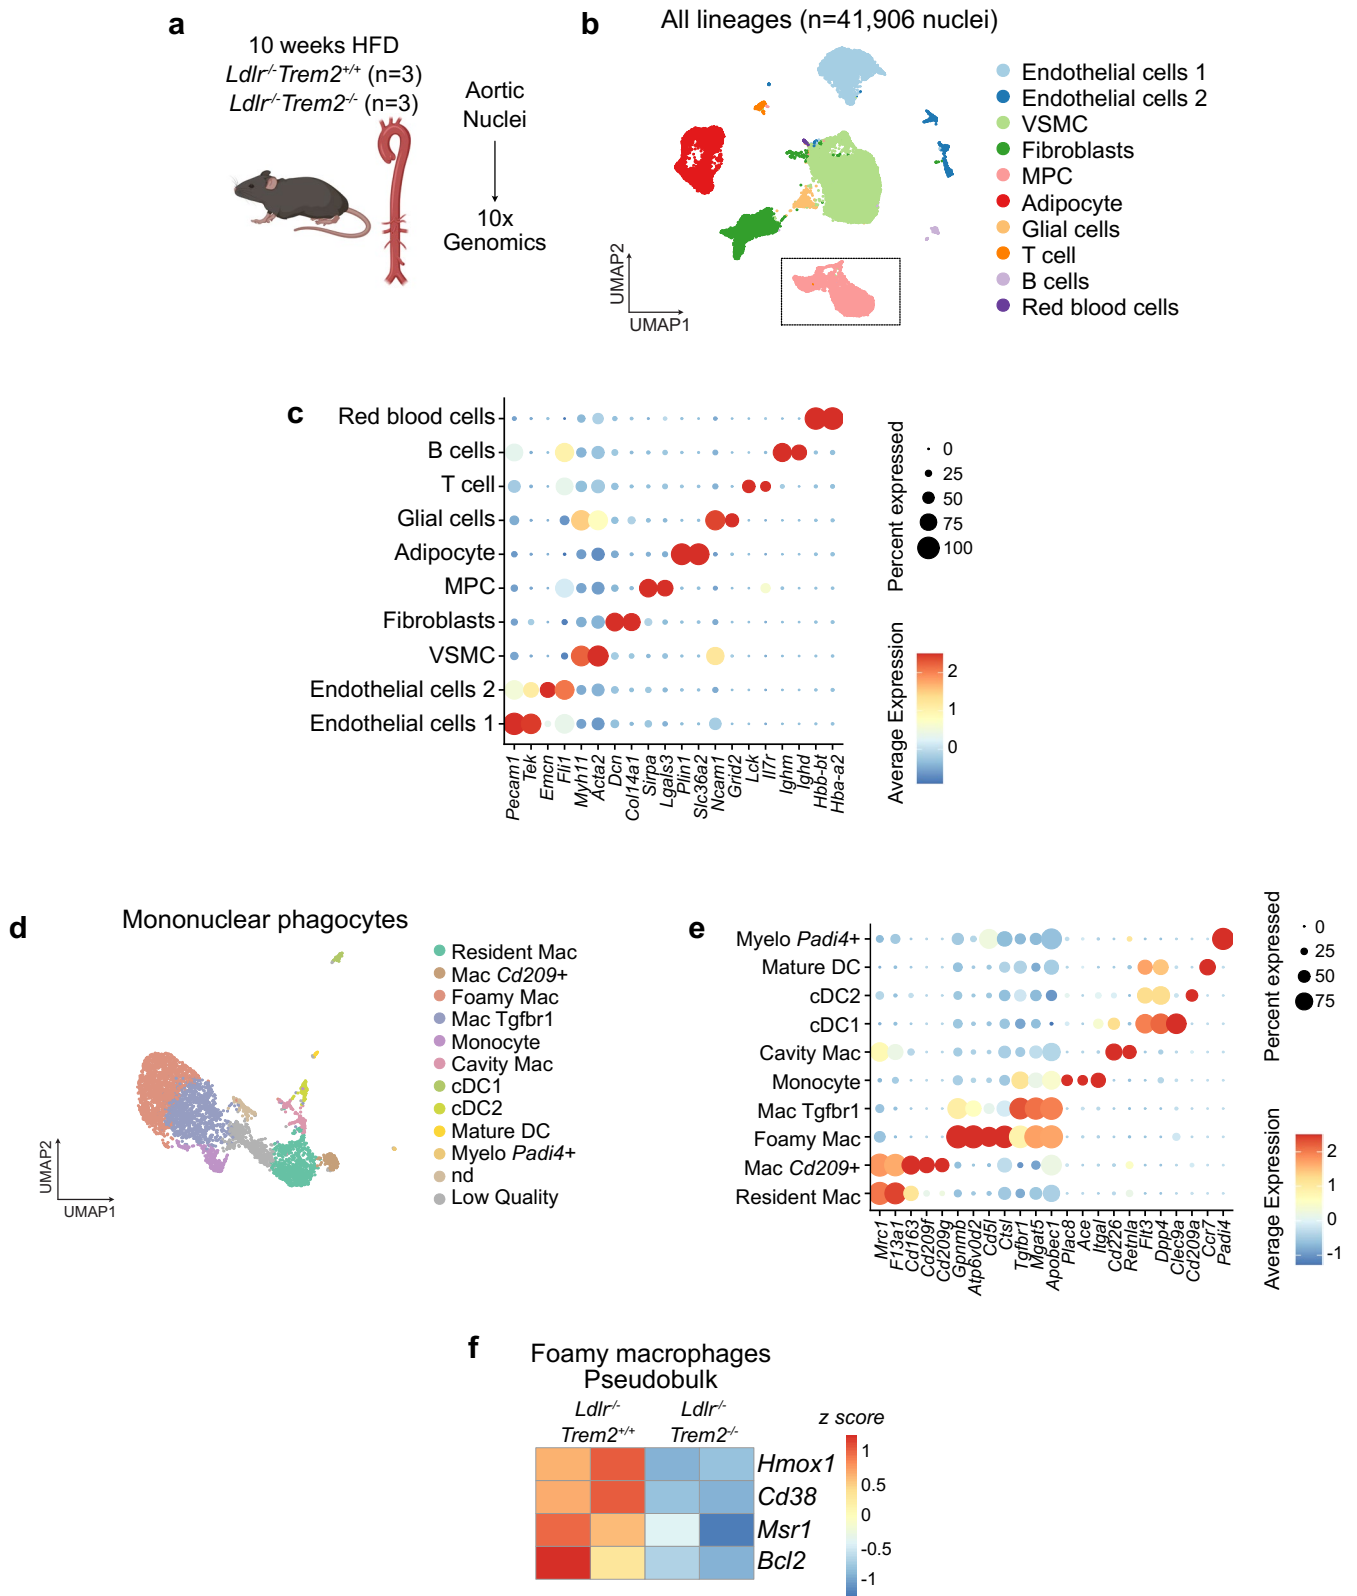 a
10 weeks HFD
Ldlr-/-Trem2+/+ (n=3)
Ldlr-/-Trem2-/- (n=3)
Aortic
Nuclei
10x
Genomics
b
All lineages (n=41,906 nuclei)
UMAP2
UMAP1
Endothelial cells 1
Endothelial cells 2
VSMC
Fibroblasts
MPC
Adipocyte
Glial cells
T cell
B cells
Red blood cells
c
Red blood cells
B cells
T cell
Glial cells
Adipocyte
MPC
Fibroblasts
VSMC
Endothelial cells 2
Endothelial cells 1
Pecam1
Tek
Emcn
Fli1
Myh11
Acta2
Dcn
Col14a1
Sirpa
Lgals3
Plin1
Slc36a2
Ncam1
Grid2
Lck
Il7r
Ighm
Ighd
Hbb-bt
Hba-a2
Percent expressed
0
25
50
75
100
Average Expression
2
1
0
d
Mononuclear phagocytes
UMAP2
UMAP1
Resident Mac
Mac Cd209+
Foamy Mac
Mac Tgfbr1
Monocyte
Cavity Mac
cDC1
cDC2
Mature DC
Myelo Padi4+
nd
Low Quality
e
Myelo Padi4+
Mature DC
cDC2
cDC1
Cavity Mac
Monocyte
Mac Tgfbr1
Foamy Mac
Mac Cd209+
Resident Mac
Mrc1
F13a1
Cd163
Cd209f
Cd209g
Gpnmb
Atp6v0d2
Cd5l
Ctsl
Tgfbr1
Mgat5
Apobec1
Plac8
Ace
Itgal
Cd226
Retnla
Flt3
Dpp4
Clec9a
Cd209a
Ccr7
Padi4
Percent expressed
0
25
50
75
Average Expression
2
1
0
-1
f
Foamy macrophages
Pseudobulk
Ldlr-/-
Trem2+/+
Ldlr-/-
Trem2-/-
Hmox1
Cd38
Msr1
Bcl2
z score
1
0.5
0
-0.5
-1